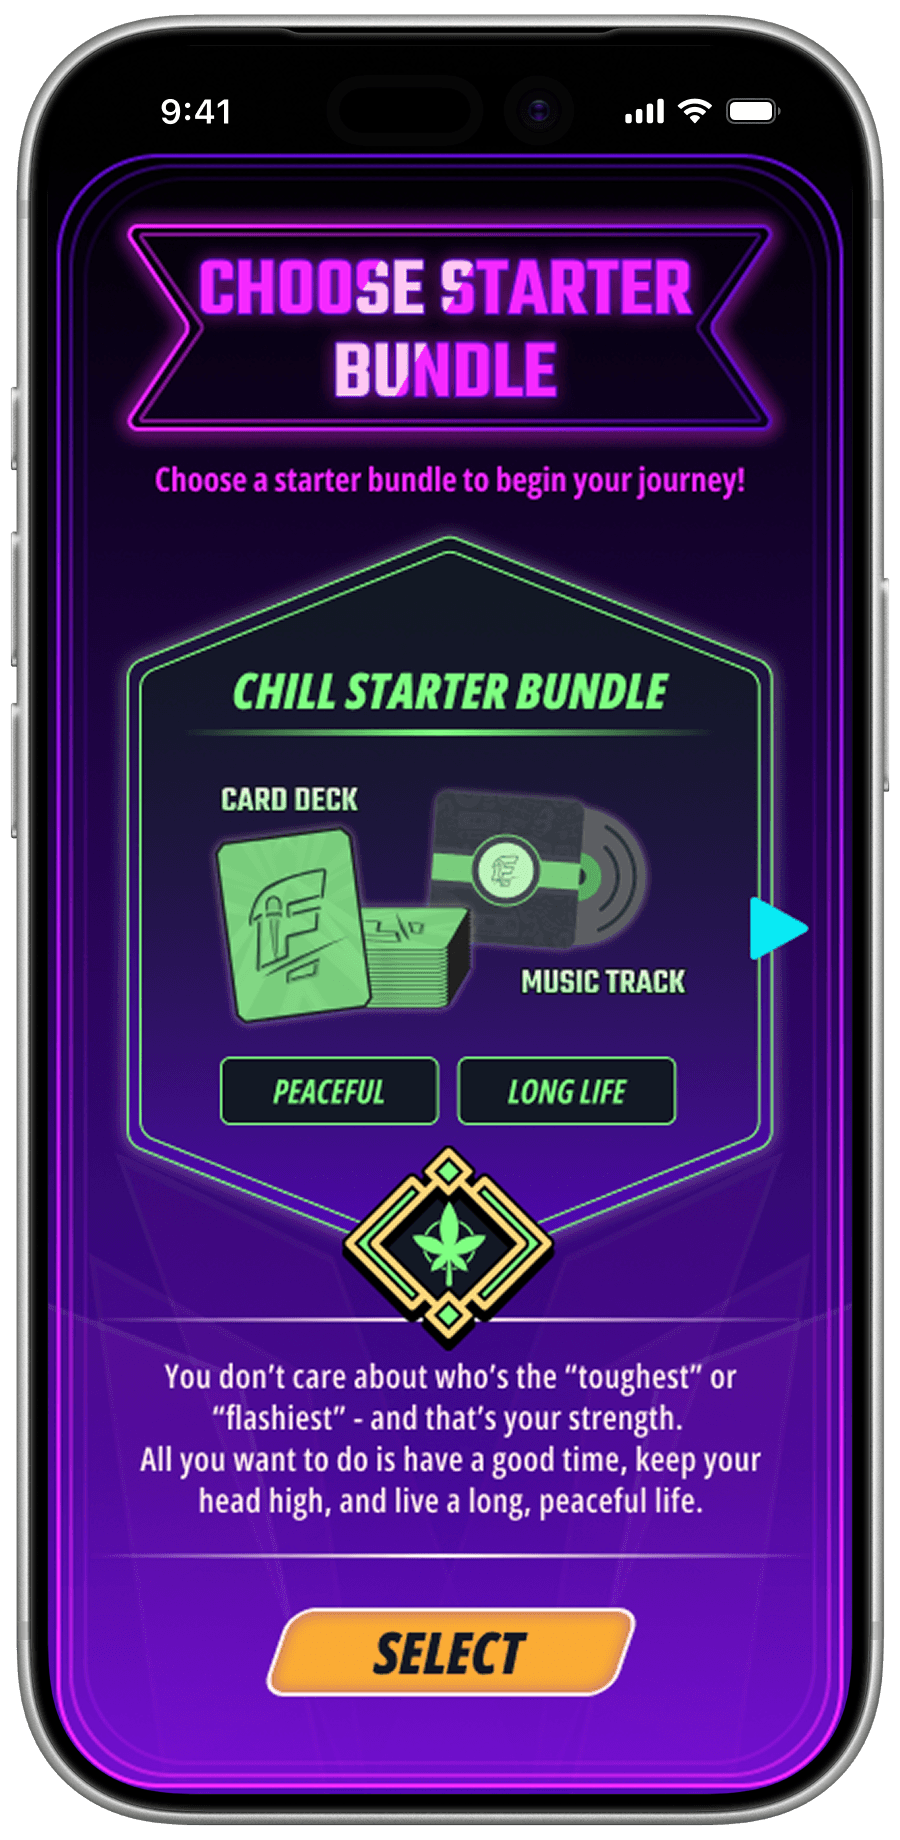 9:41
CHOOSE STARTER
BUNDLE
Choose a starter bundle to begin your journey!
CHILL STARTER BUNDLE
CARD DECK
MUSIC TRACK
PEACEFUL
LONG LIFE
You don’t care about who’s the “toughest” or
“flashiest” - and that’s your strength.
All you want to do is have a good time, keep your
head high, and live a long, peaceful life.
SELECT